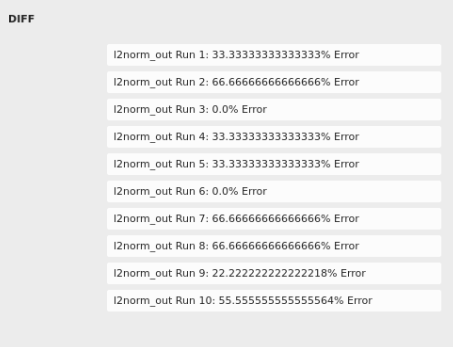 DIFF
l2norm_out Run 1: 33.33333333333333% Error
l2norm_out Run 2: 66.66666666666666% Error
l2norm_out Run 3: 0.0% Error
l2norm_out Run 4: 33.33333333333333% Error
l2norm_out Run 5: 33.33333333333333% Error
l2norm_out Run 6: 0.0% Error
l2norm_out Run 7: 66.66666666666666% Error
l2norm_out Run 8: 66.66666666666666% Error
l2norm_out Run 9: 22.222222222222218% Error
l2norm_out Run 10: 55.555555555555564% Error